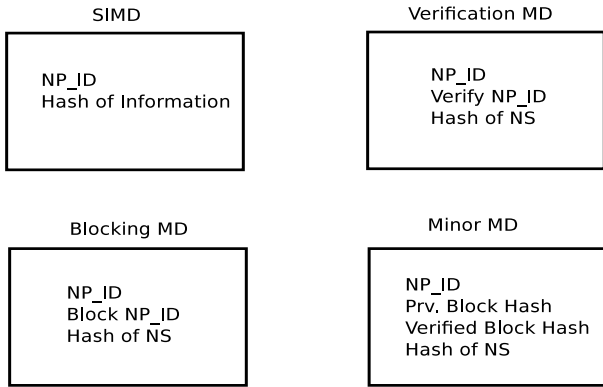 SIMD
NP_ID
Hash of Information
Verification MD
NP_ID
Verify NP_ID
Hash of NS
Blocking MD
NP_ID
Block NP_ID
Hash of NS
Minor MD
NP_ID
Prv. Block Hash
Verified Block Hash
Hash of NS